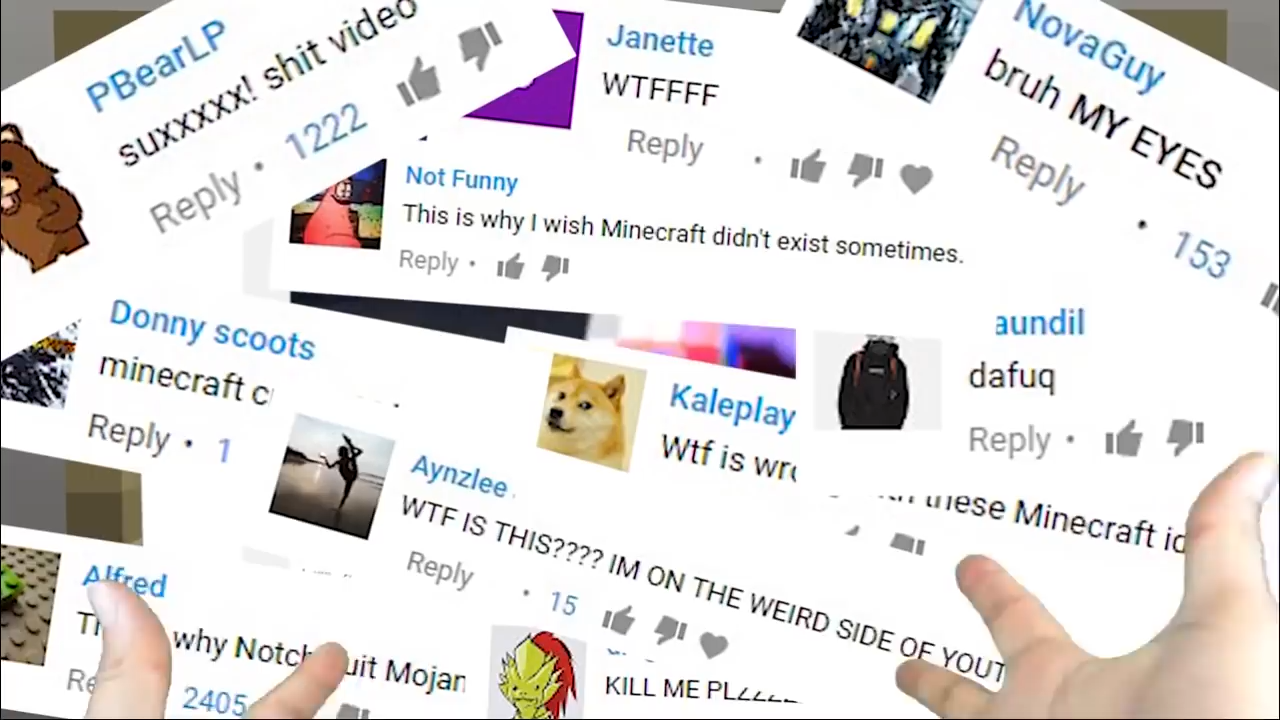 PBearLP
suxxxxx! shit video
Reply • 1222
Janette
WTFFFF
Reply •
NovaGuy
bruh MY EYES
Reply • 153
Not Funny
This is why I wish Minecraft didn't exist sometimes.
Reply •
Donny scoots
minecraft
Reply • 1
Kaleplay
Wtf is
these Minecraft
aundil
dafuq
Reply •
Aynzlee
WTF IS THIS???? IM ON THE WEIRD SIDE OF YOUT
Reply • 15
Alfred
why Notch uit Mojan
2405
KILL ME PLZZZZ